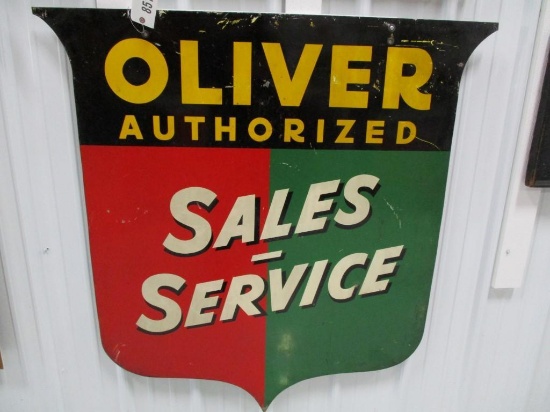 OLIVER
AUTHORIZED
SALES
–
SERVICE